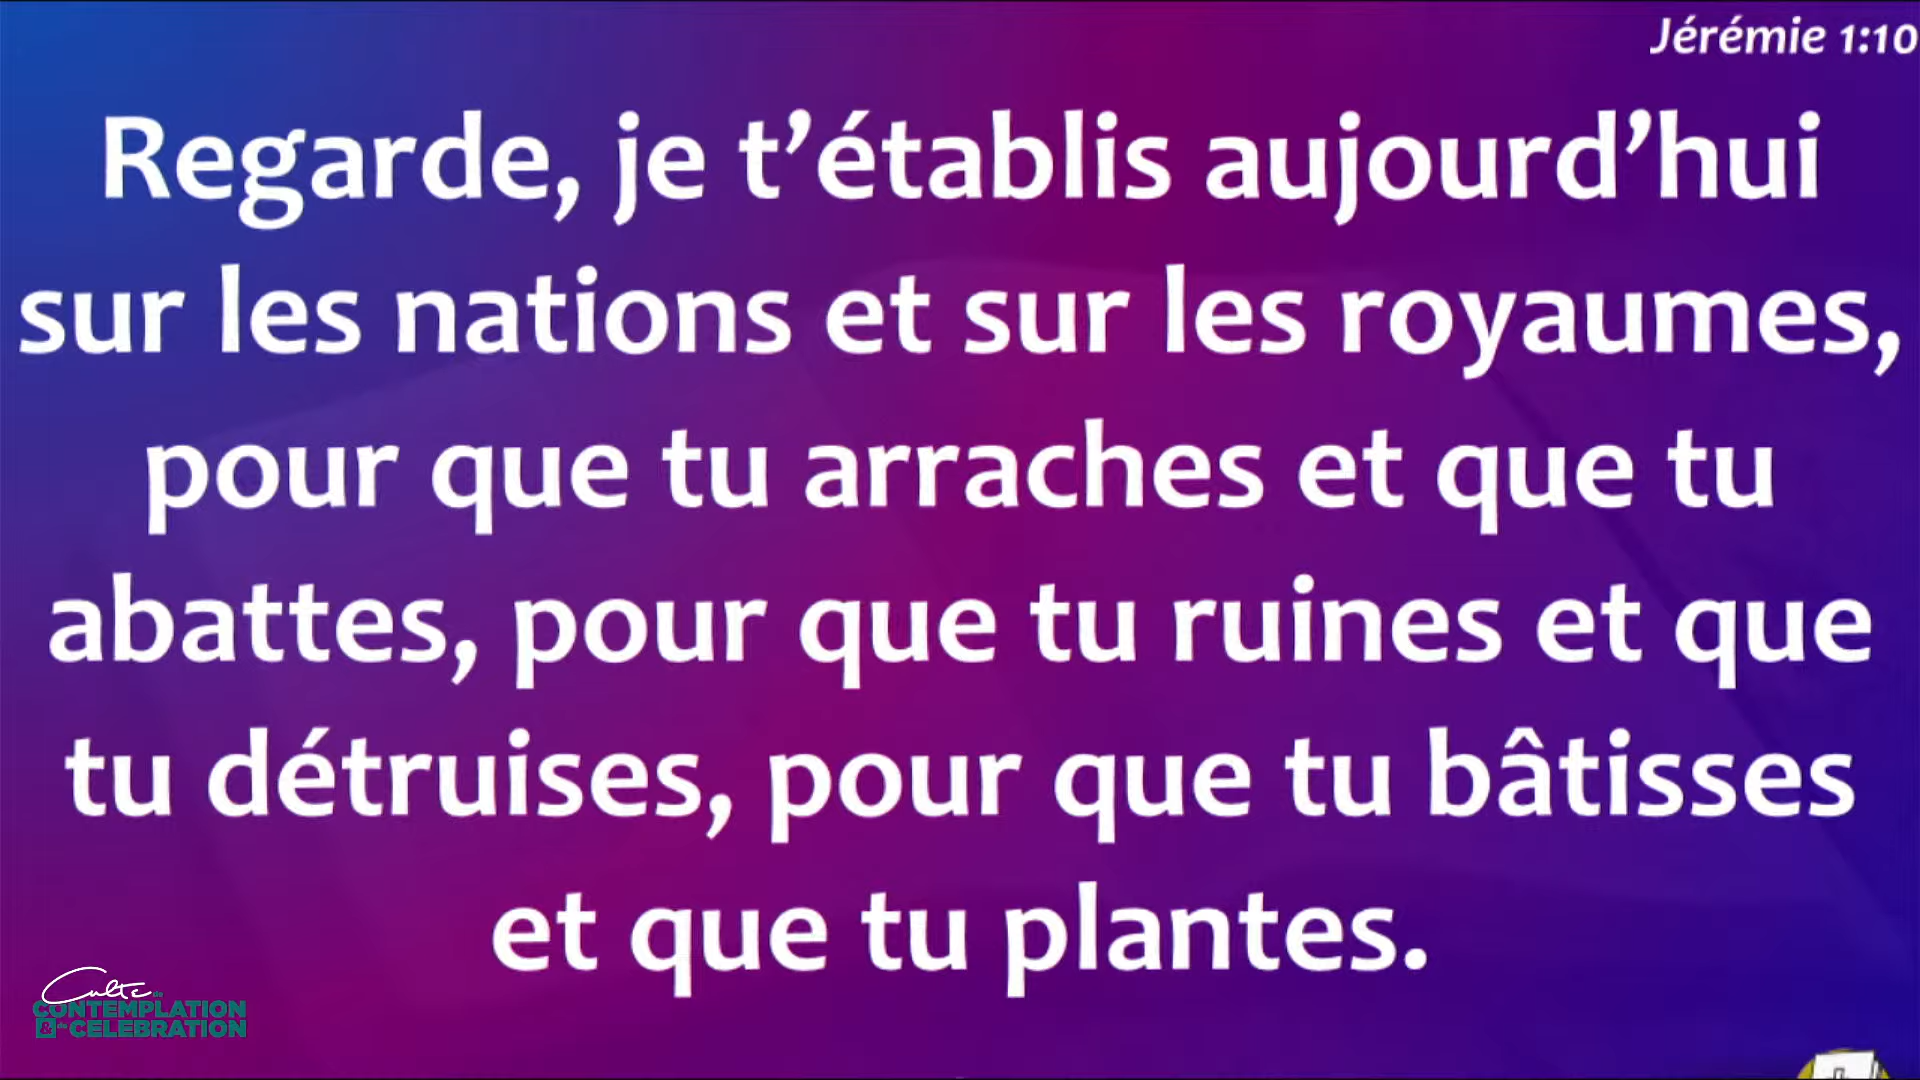 Jérémie 1:10
Regarde, je t’établis aujourd’hui
sur les nations et sur les royaumes,
pour que tu arraches et que tu
abattes, pour que tu ruines et que
tu détruises, pour que tu bâtisses
et que tu plantes.
Culte de
CONTEMPLATION
& de CELEBRATION